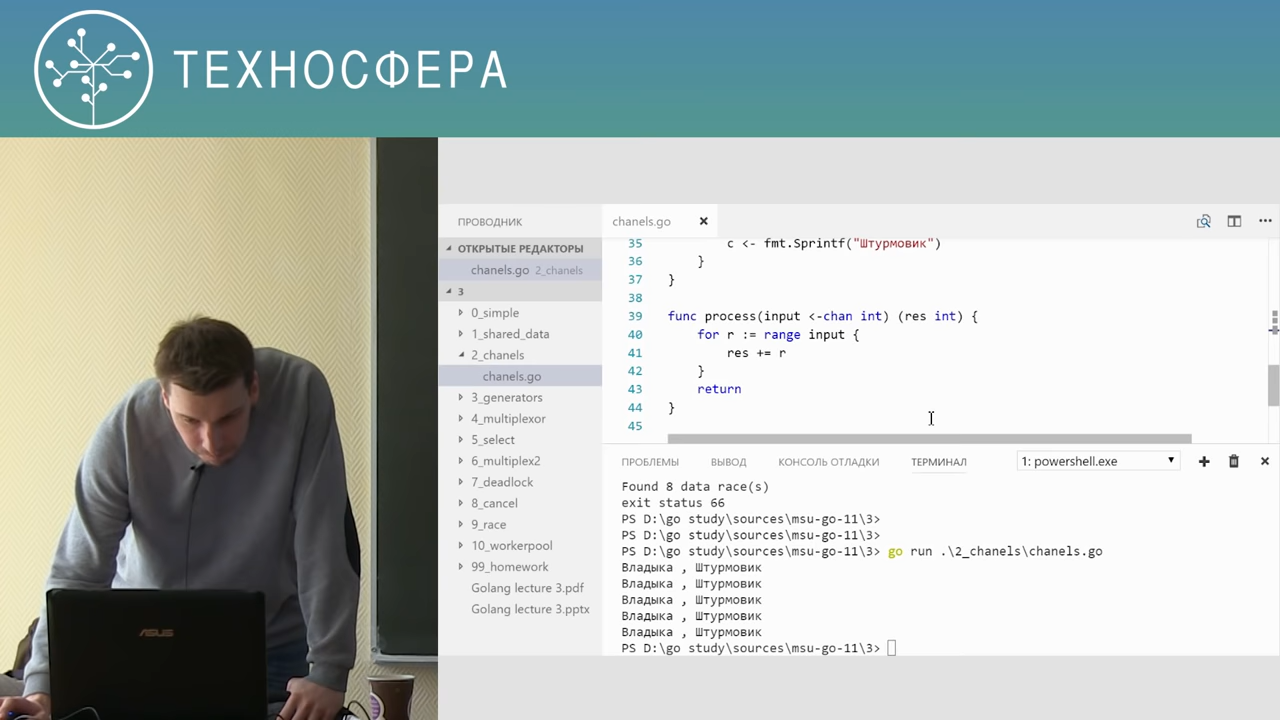 ТЕХНОСФЕРА
ПРОВОДНИК
ОТКРЫТЫЕ РЕДАКТОРЫ
chanels.go 2_chanels
3
0_simple
1_shared_data
2_chanels
chanels.go
3_generators
4_multiplexor
5_select
6_multiplex2
7_deadlock
8_cancel
9_race
10_workerpool
99_homework
Golang lecture 3.pdf
Golang lecture 3.pptx
chanels.go
35 c <- fmt.Sprintf("Штурмовик")
36 }
37 }
38
39 func process(input <-chan int) (res int) {
40 for r := range input {
41 res += r
42 }
43 return
44 }
45
ПРОБЛЕМЫ ВЫВОД КОНСОЛЬ ОТЛАДКИ ТЕРМИНАЛ 1: powershell.exe
Found 8 data race(s)
exit status 66
PS D:\go study\sources\msu-go-11\3>
PS D:\go study\sources\msu-go-11\3>
PS D:\go study\sources\msu-go-11\3> go run .\2_chanels\chanels.go
Владыка , Штурмовик
Владыка , Штурмовик
Владыка , Штурмовик
Владыка , Штурмовик
Владыка , Штурмовик
PS D:\go study\sources\msu-go-11\3>
ASUS